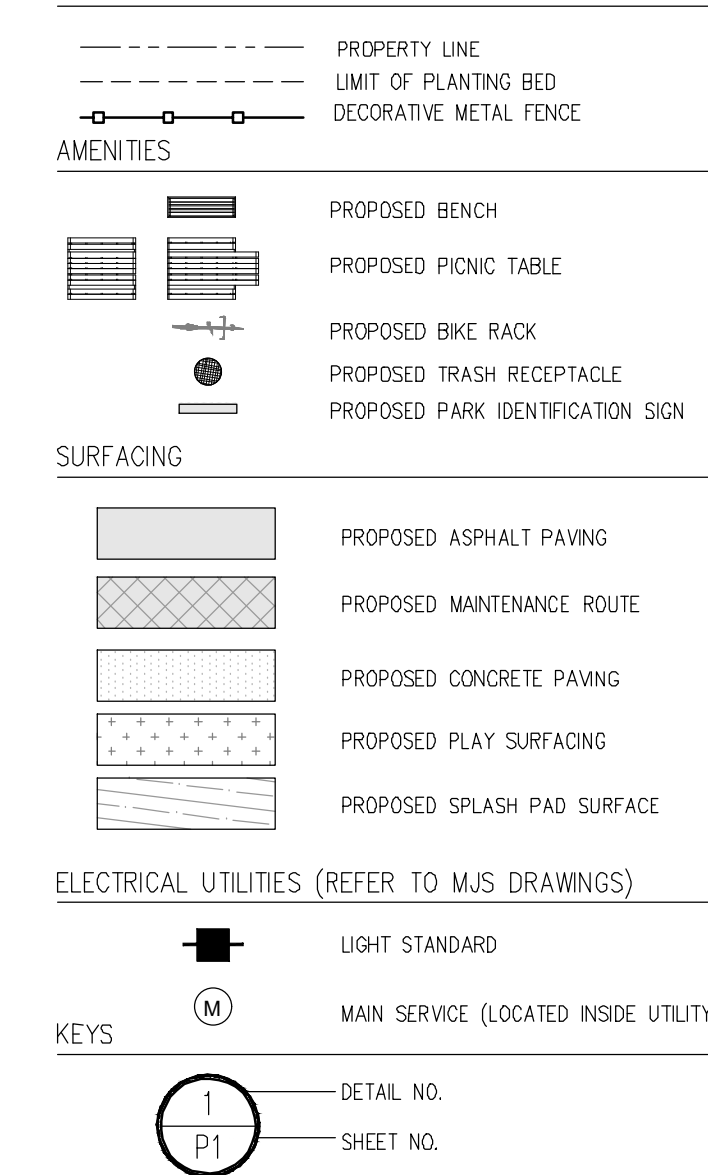 PROPERTY LINE
LIMIT OF PLANTING BED
DECORATIVE METAL FENCE
AMENITIES
PROPOSED BENCH
PROPOSED PICNIC TABLE
PROPOSED BIKE RACK
PROPOSED TRASH RECEPTACLE
PROPOSED PARK IDENTIFICATION SIGN
SURFACING
PROPOSED ASPHALT PAVING
PROPOSED MAINTENANCE ROUTE
PROPOSED CONCRETE PAVING
PROPOSED PLAY SURFACING
PROPOSED SPLASH PAD SURFACE
ELECTRICAL UTILITIES (REFER TO MJS DRAWINGS)
LIGHT STANDARD
M
MAIN SERVICE (LOCATED INSIDE UTILITY
KEYS
1
DETAIL NO.
P1
SHEET NO.